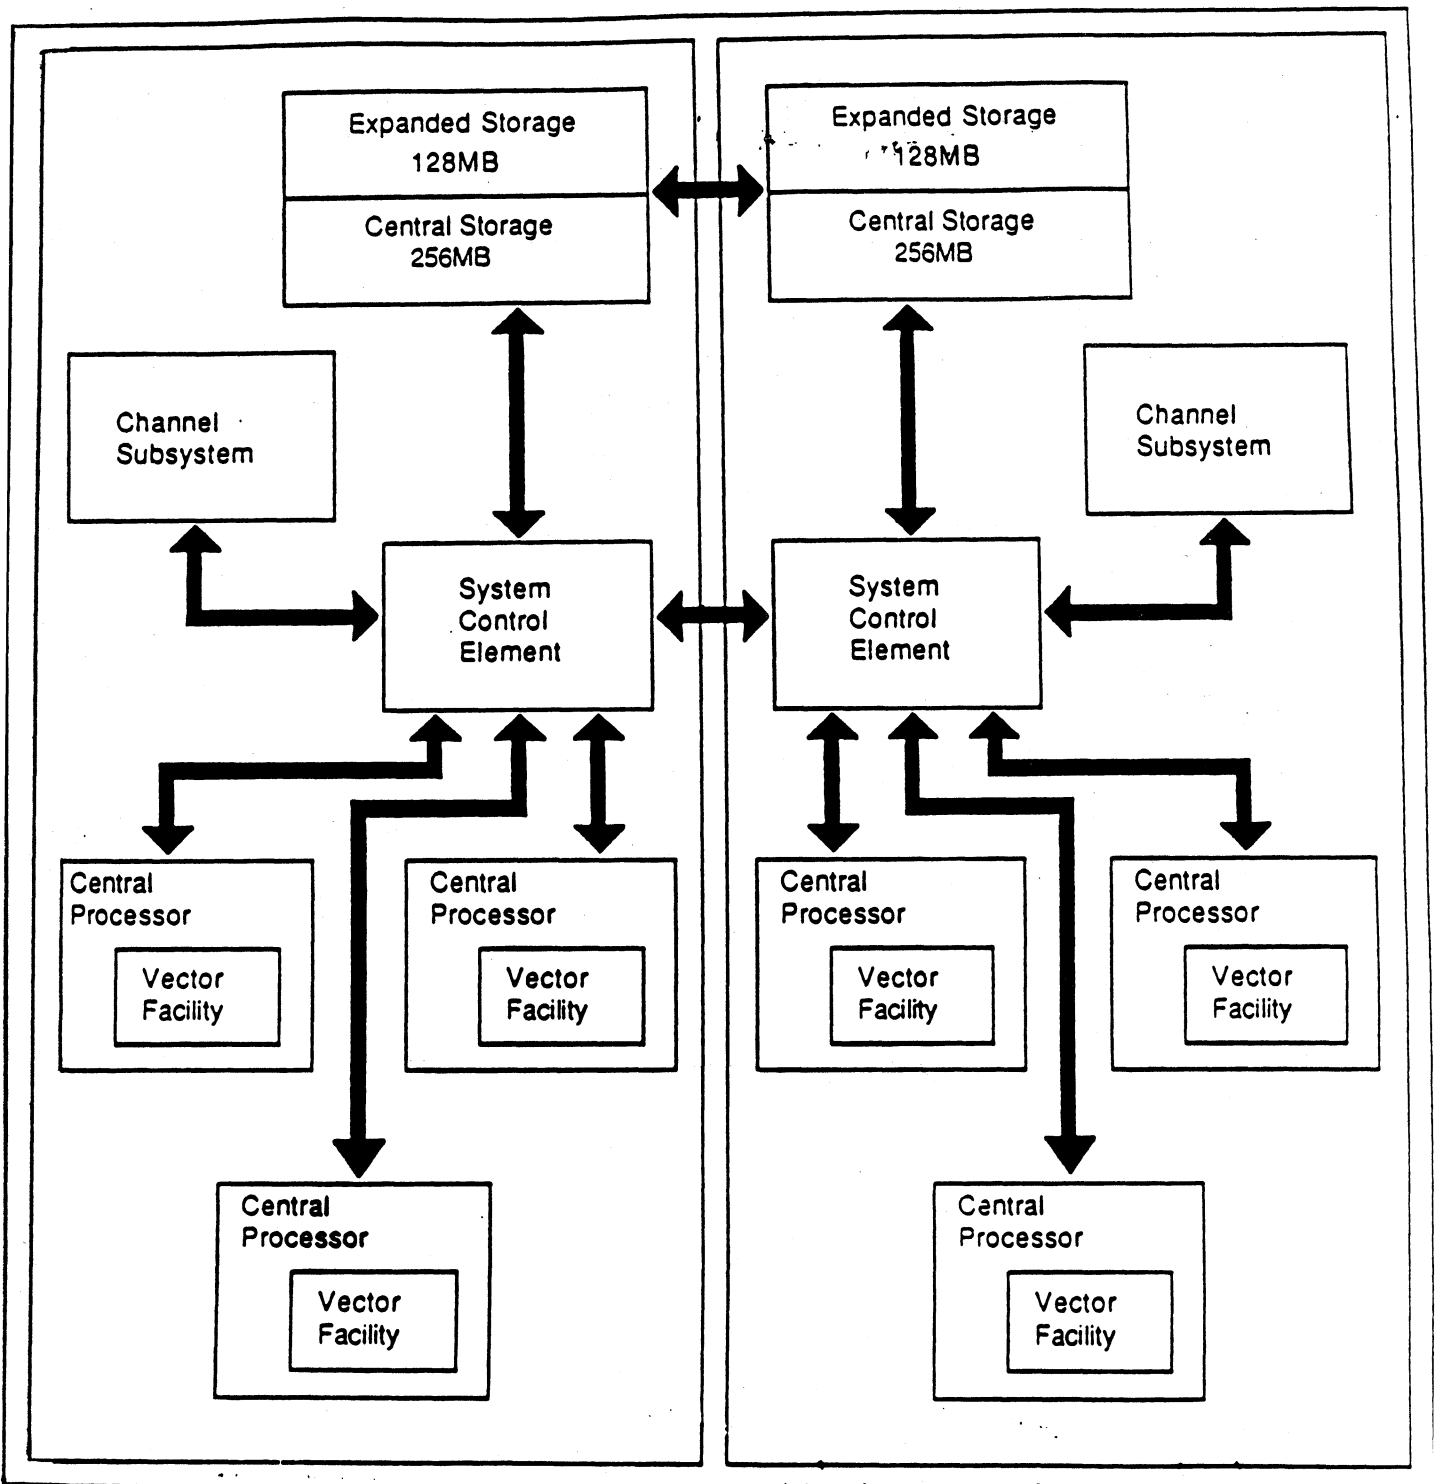 Expanded Storage
128MB
Central Storage
256MB
Expanded Storage
128MB
Central Storage
256MB
Channel
Subsystem
Channel
Subsystem
System
Control
Element
System
Control
Element
Central
Processor
Vector
Facility
Central
Processor
Vector
Facility
Central
Processor
Vector
Facility
Central
Processor
Vector
Facility
Central
Processor
Vector
Facility
Central
Processor
Vector
Facility